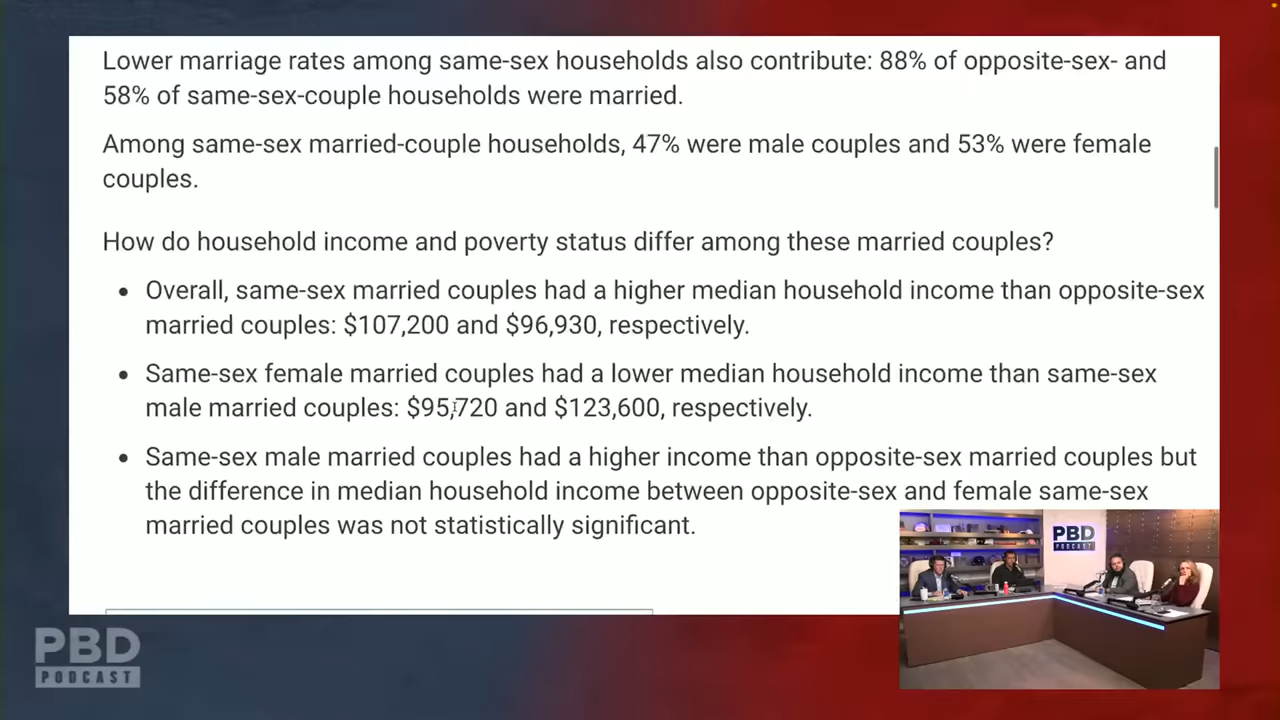 Lower marriage rates among same-sex households also contribute: 88% of opposite-sex- and
58% of same-sex-couple households were married.
Among same-sex married-couple households, 47% were male couples and 53% were female
couples.
How do household income and poverty status differ among these married couples?
• Overall, same-sex married couples had a higher median household income than opposite-sex
married couples: $107,200 and $96,930, respectively.
• Same-sex female married couples had a lower median household income than same-sex
male married couples: $95,720 and $123,600, respectively.
• Same-sex male married couples had a higher income than opposite-sex married couples but
the difference in median household income between opposite-sex and female same-sex
married couples was not statistically significant.
PBD
PODCAST
PBD
PODCAST